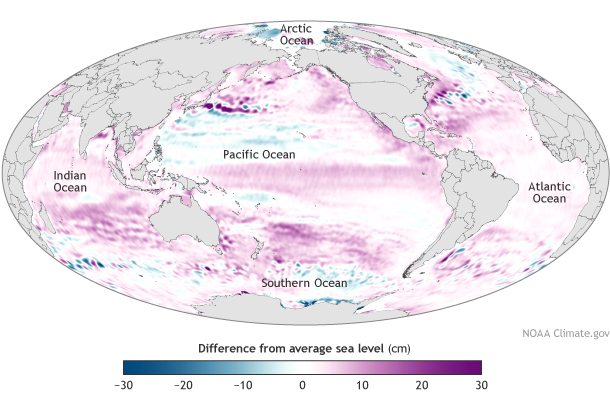 Arctic
Ocean
Pacific Ocean
Indian
Ocean
Atlantic
Ocean
Southern Ocean
NOAA Climate.gov
Difference from average sea level (cm)
−30 −20 −10 0 10 20 30